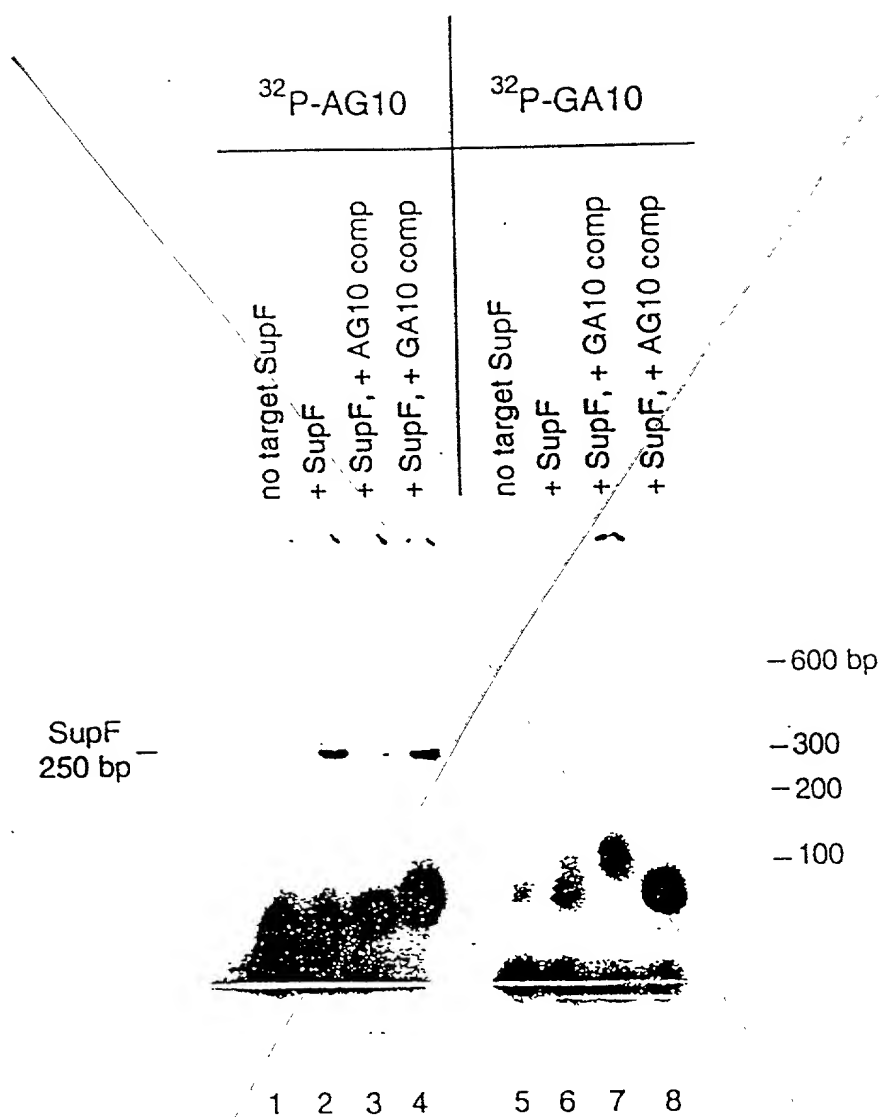 ³²P-AG10
³²P-GA10
no target SupF
+ SupF
+ SupF, + AG10 comp
+ SupF, + GA10 comp
no target SupF
+ SupF
+ SupF, + GA10 comp
+ SupF, + AG10 comp
–600 bp
SupF
250 bp –
–300
–200
–100
1 2 3 4 5 6 7 8